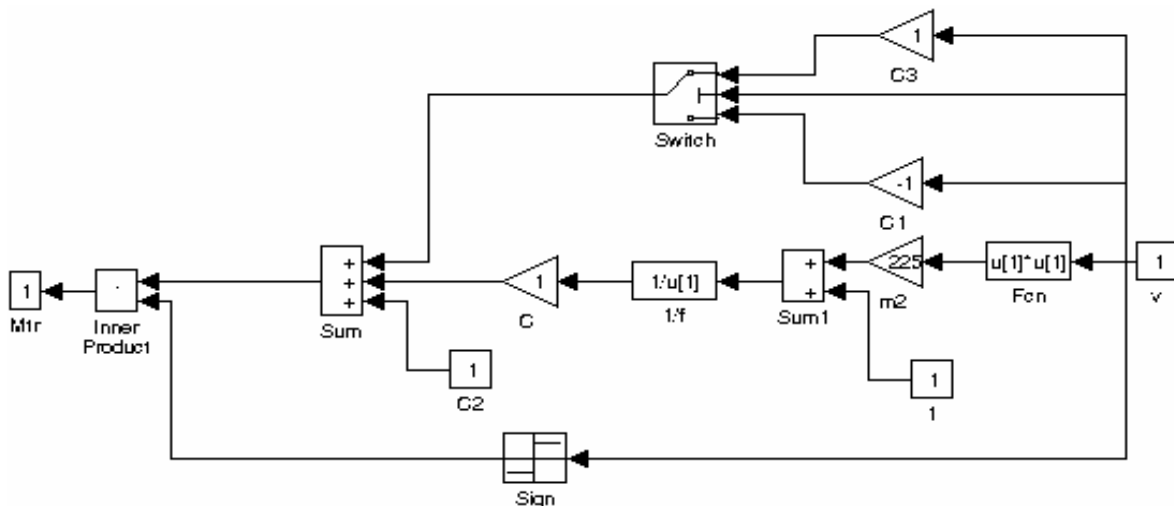 1
C3
Switch
-1
C1
+
+
+
Sum
1
C
1/u[1]
1/f
+
+
Sum1
225
m2
u[1]*u[1]
Fcn
1
v
1
Mtr
.
Inner
Product
1
C2
1
1
Sign